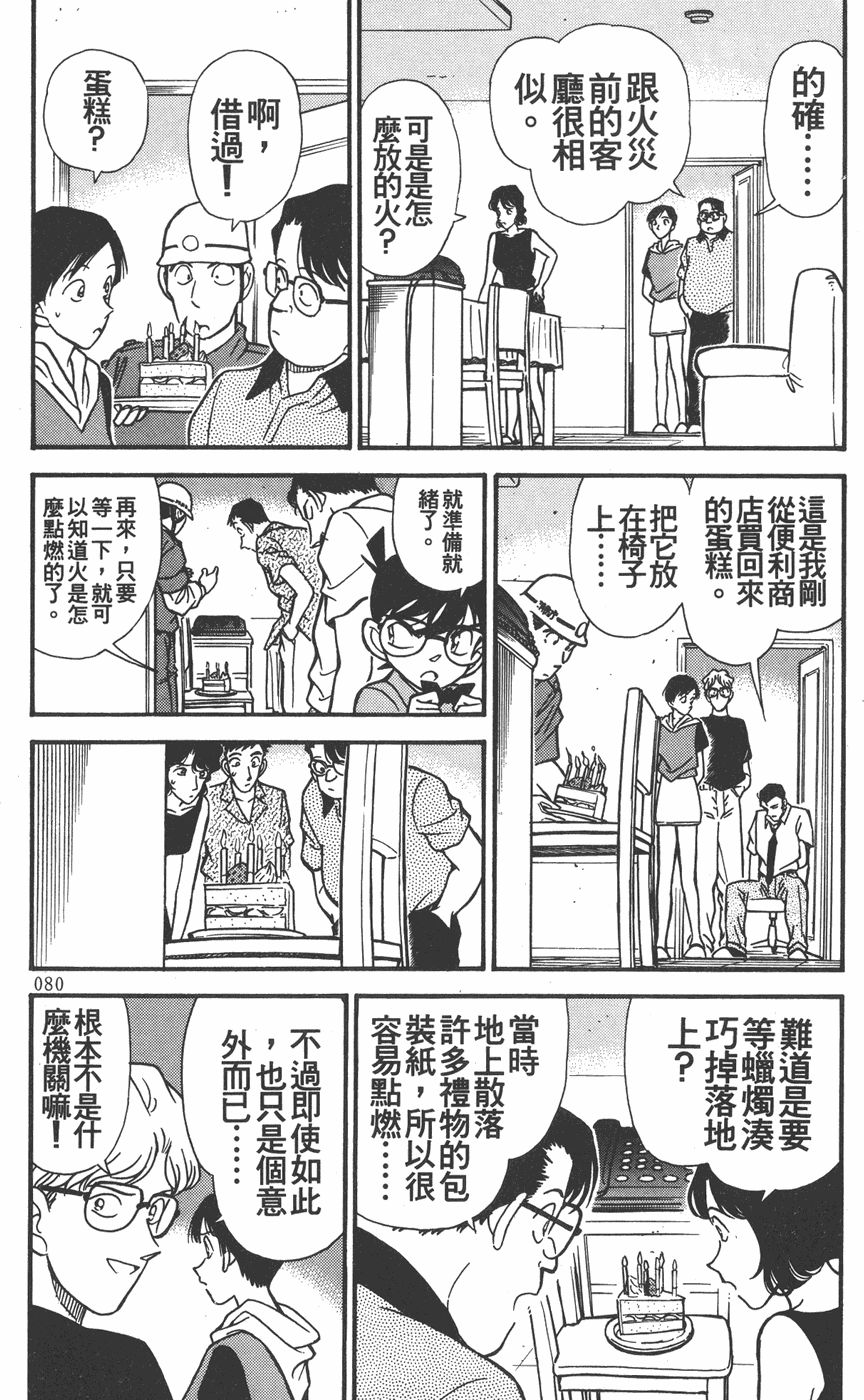 的確……
跟火災
前的客
廳很相
似。
可是是怎
麼放的火？
啊，
借過！
蛋糕？
這是我剛
從便利商
店買回來
的蛋糕。
把它放
在椅子
上……
就準備就
緒了。
再來，只要
等一下，就可
以知道火是怎
麼點燃的了。
080
難道是要
等蠟燭湊
巧掉落地
上？
當時
地上散落
許多禮物的包
裝紙，所以很
容易點燃……
不過即使如此
，也只是個意
外而已……
根本不是什
麼機關嘛！